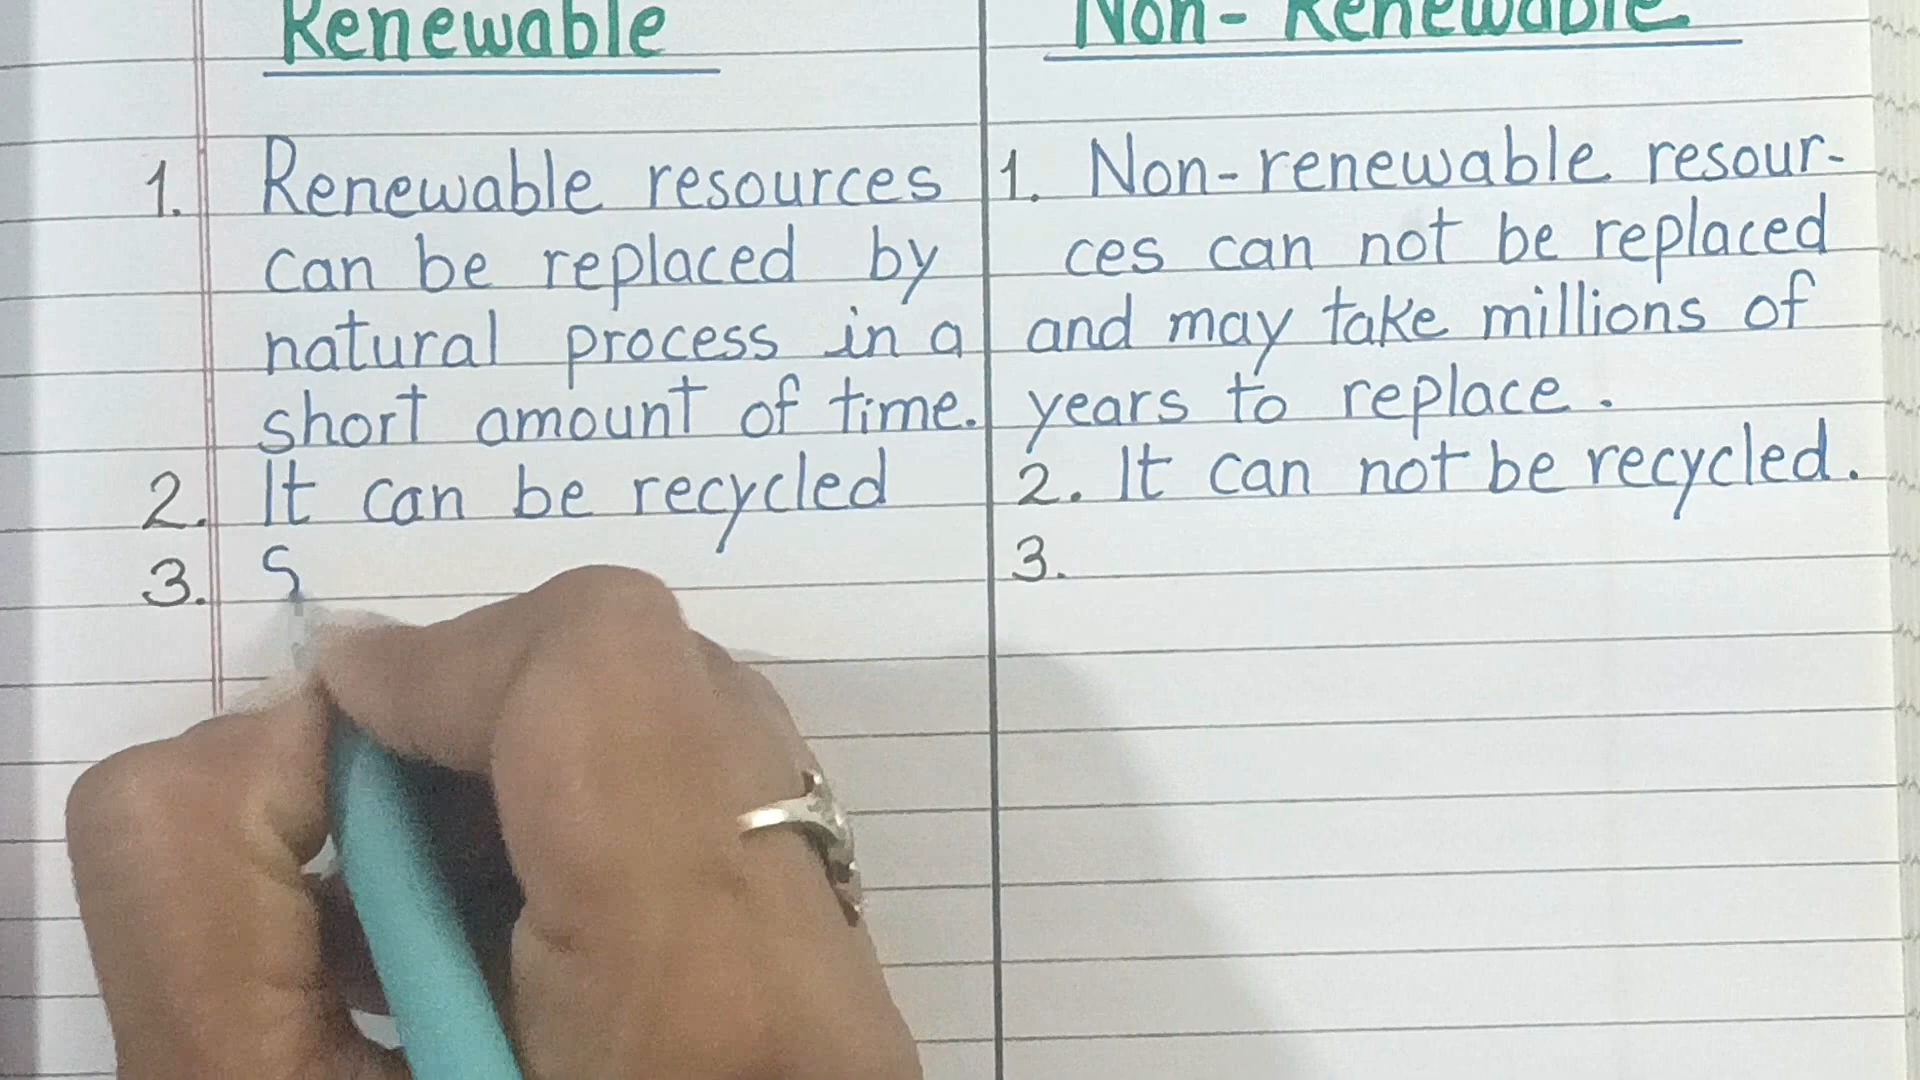 Renewable
Non-Renewable
1. Renewable resources
can be replaced by
natural process in a
short amount of time.
2. It can be recycled
3. S
1. Non-renewable resour-
ces can not be replaced
and may take millions of
years to replace.
2. It can not be recycled.
3.